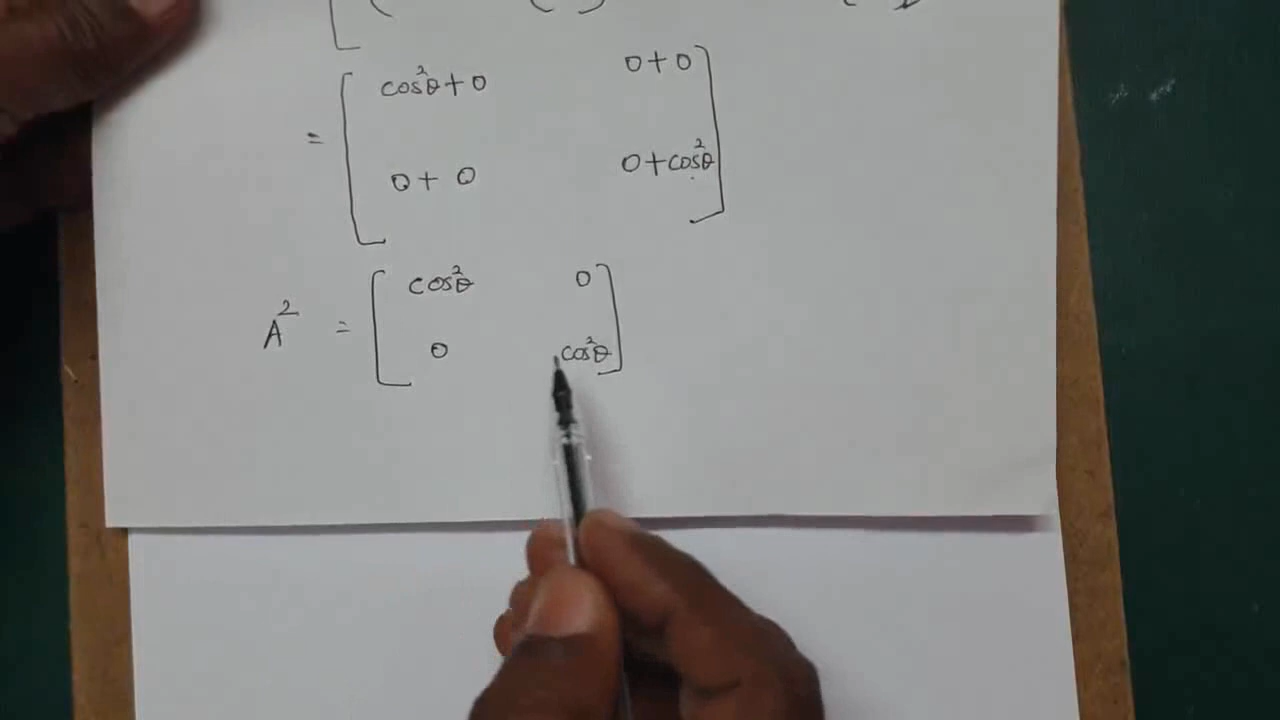 cos²θ+0 0+0
=
0+ 0 0+cos²θ
cos²θ 0
A² =
0 cos²θ